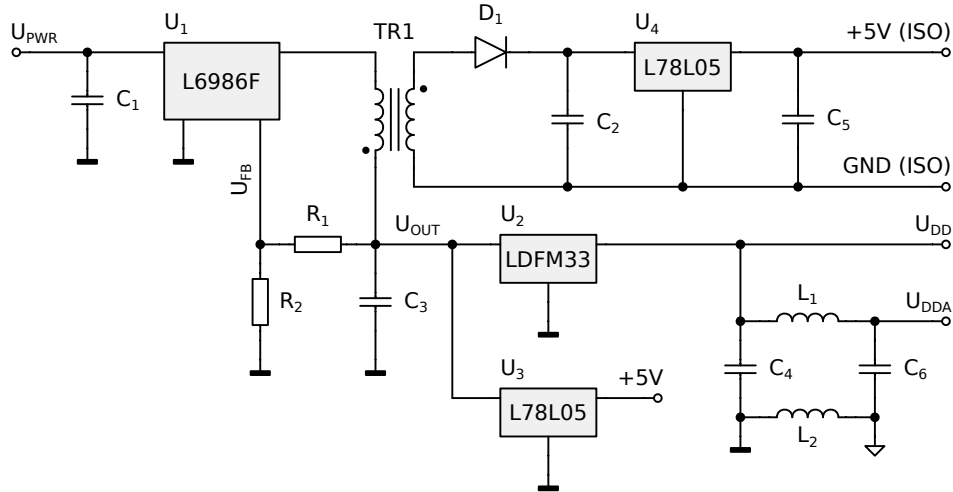 U_PWR
U_1
L6986F
C_1
TR1
D_1
U_4
L78L05
+5V (ISO)
C_2
C_5
GND (ISO)
U_FB
R_1
R_2
U_OUT
C_3
U_2
LDFM33
U_DD
L_1
U_DDA
C_4
C_6
L_2
U_3
L78L05
+5V